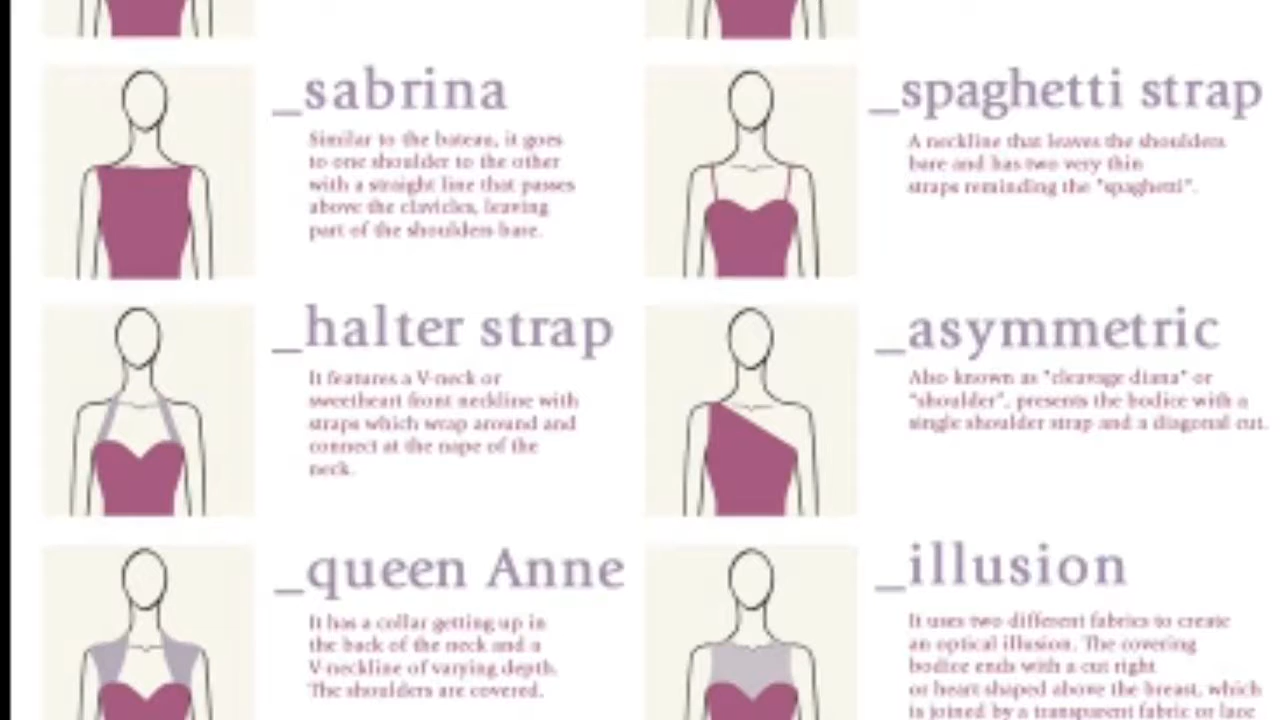 _sabrina
Similar to the bateau, it goes
to one shoulder to the other
with a straight line that passes
above the clavicles, leaving
part of the shoulders bare.
_spaghetti strap
A neckline that leaves the shoulders
bare and has two very thin
straps reminding the "spaghetti".
_halter strap
It features a V-neck or
sweetheart front neckline with
straps which wrap around and
connect at the nape of the
neck.
_asymmetric
Also known as "cleavage diana" or
"shoulder", presents the bodice with a
single shoulder strap and a diagonal cut.
_queen Anne
It has a collar getting up in
the back of the neck and a
V-neckline of varying depth.
The shoulders are covered.
_illusion
It uses two different fabrics to create
an optical illusion. The covering
bodice ends with a cut right
or heart shaped above the breast, which
is joined by a transparent fabric or lace